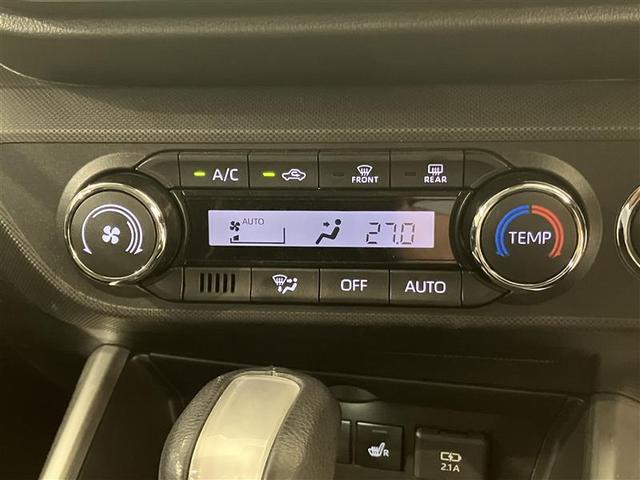 A/C
FRONT
REAR
AUTO
27.0
TEMP
OFF
AUTO
R
2.1A